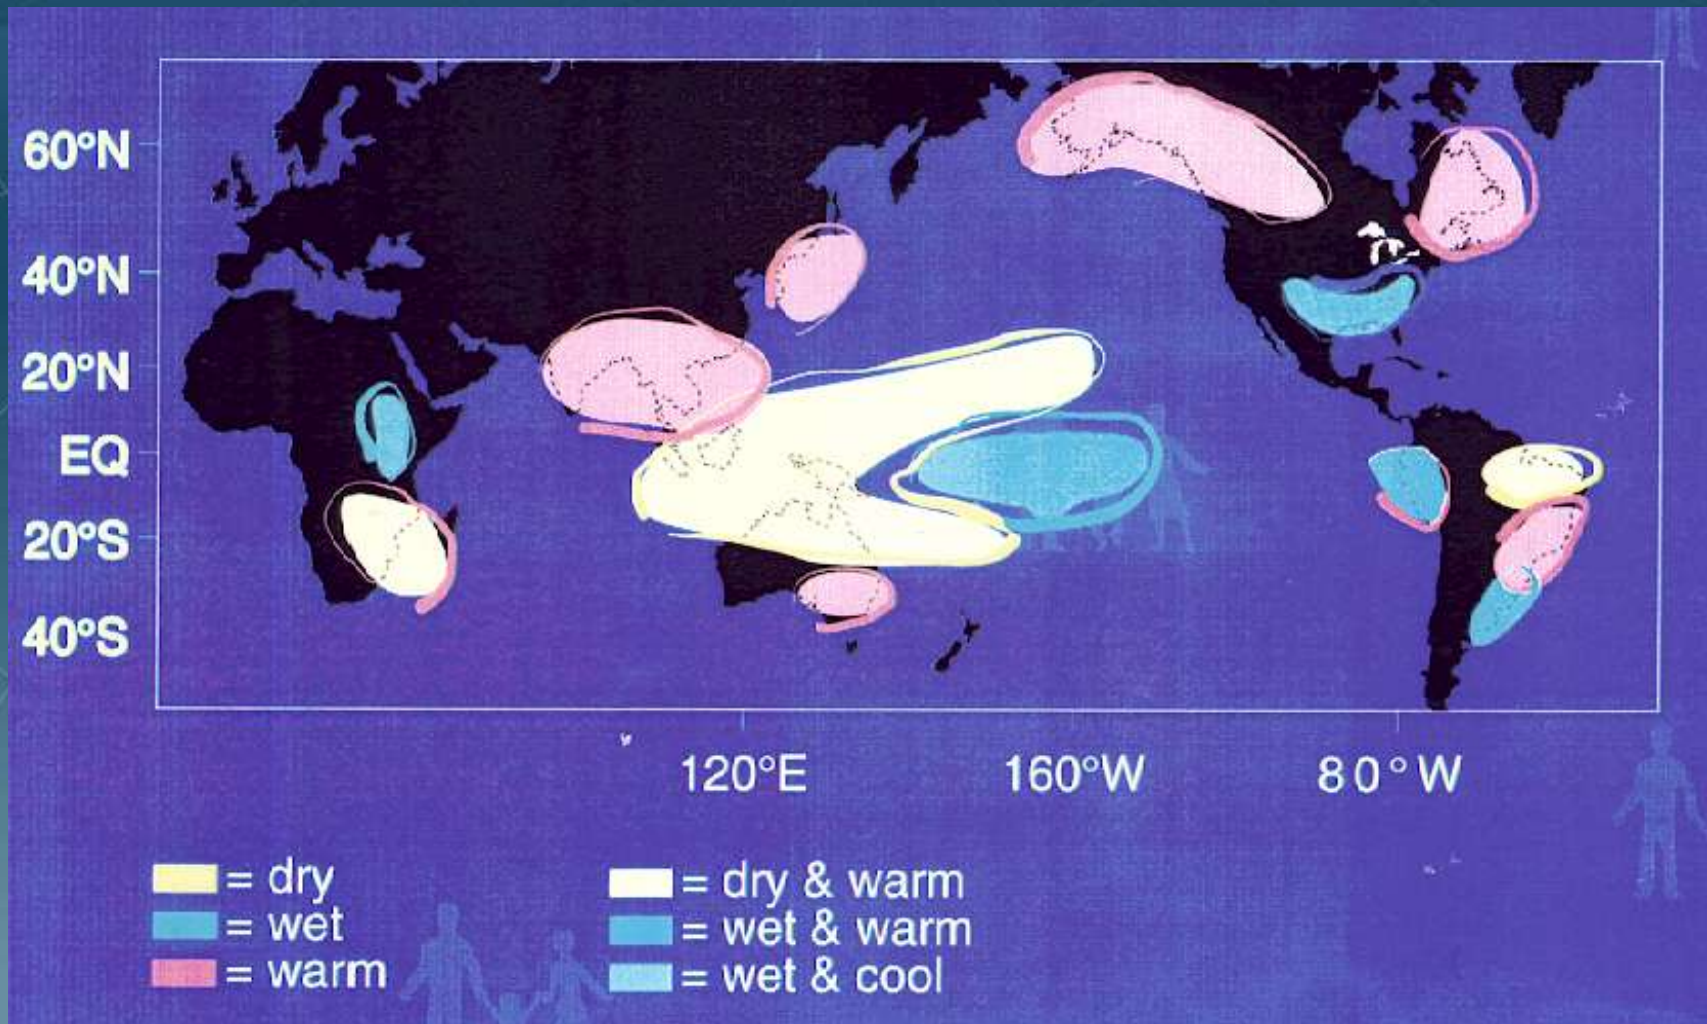 60°N
40°N
20°N
EQ
20°S
40°S
120°E
160°W
80°W
= dry
= wet
= warm
= dry & warm
= wet & warm
= wet & cool